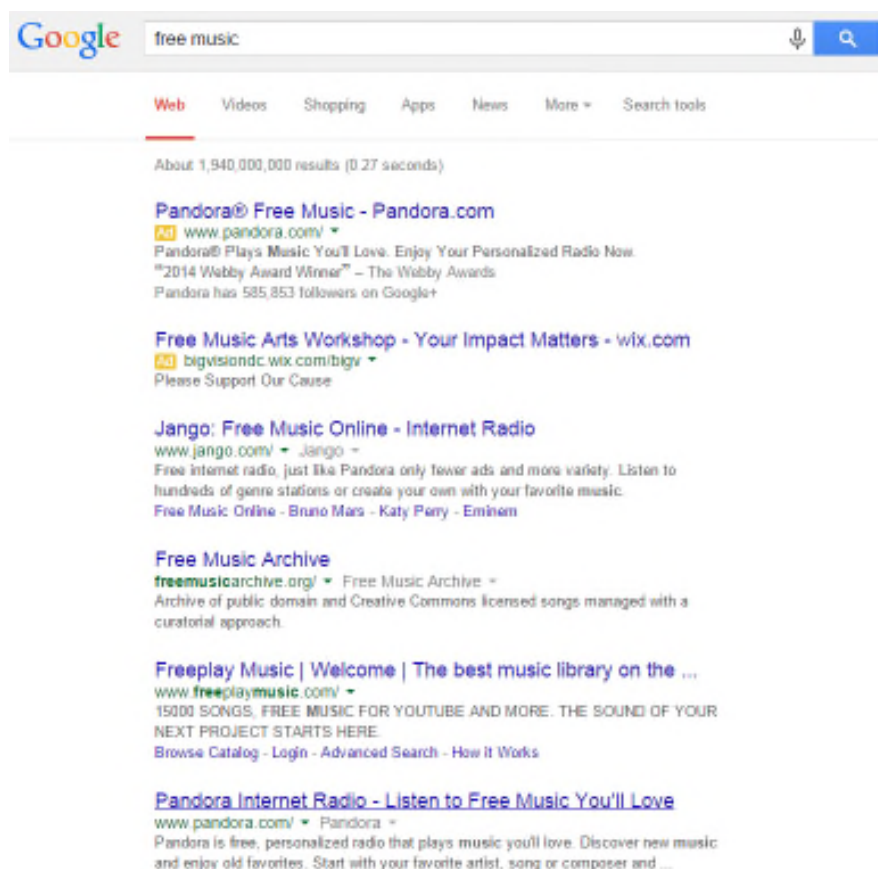 Google free music
Web Videos Shopping Apps News More Search tools
About 1,940,000,000 results (0.27 seconds)
Pandora® Free Music - Pandora.com
Ad www.pandora.com/
Pandora® Plays Music You'll Love. Enjoy Your Personalized Radio Now.
"2014 Webby Award Winner" – The Webby Awards
Pandora has 585,853 followers on Google+
Free Music Arts Workshop - Your Impact Matters - wix.com
Ad bigvisiondc.wix.com/bigv
Please Support Our Cause
Jango: Free Music Online - Internet Radio
www.jango.com/ Jango
Free internet radio, just like Pandora only fewer ads and more variety. Listen to
hundreds of genre stations or create your own with your favorite music.
Free Music Online - Bruno Mars - Katy Perry - Eminem
Free Music Archive
freemusicarchive.org/ Free Music Archive
Archive of public domain and Creative Commons licensed songs managed with a
curatorial approach.
Freeplay Music | Welcome | The best music library on the ...
www.freeplaymusic.com/
15000 SONGS, FREE MUSIC FOR YOUTUBE AND MORE. THE SOUND OF YOUR
NEXT PROJECT STARTS HERE.
Browse Catalog - Login - Advanced Search - How it Works
Pandora Internet Radio - Listen to Free Music You'll Love
www.pandora.com/ Pandora
Pandora is free, personalized radio that plays music you'll love. Discover new music
and enjoy old favorites. Start with your favorite artist, song or composer and ...